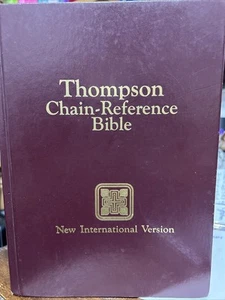 Thompson
Chain-Reference
Bible
New International Version